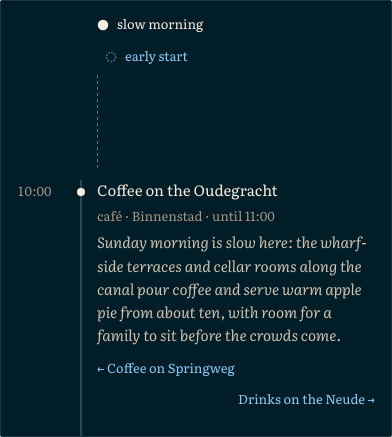 slow morning
early start
10:00
Coffee on the Oudegracht
café · Binnenstad · until 11:00
Sunday morning is slow here: the wharf-
side terraces and cellar rooms along the
canal pour coffee and serve warm apple
pie from about ten, with room for a
family to sit before the crowds come.
← Coffee on Springweg
Drinks on the Neude →